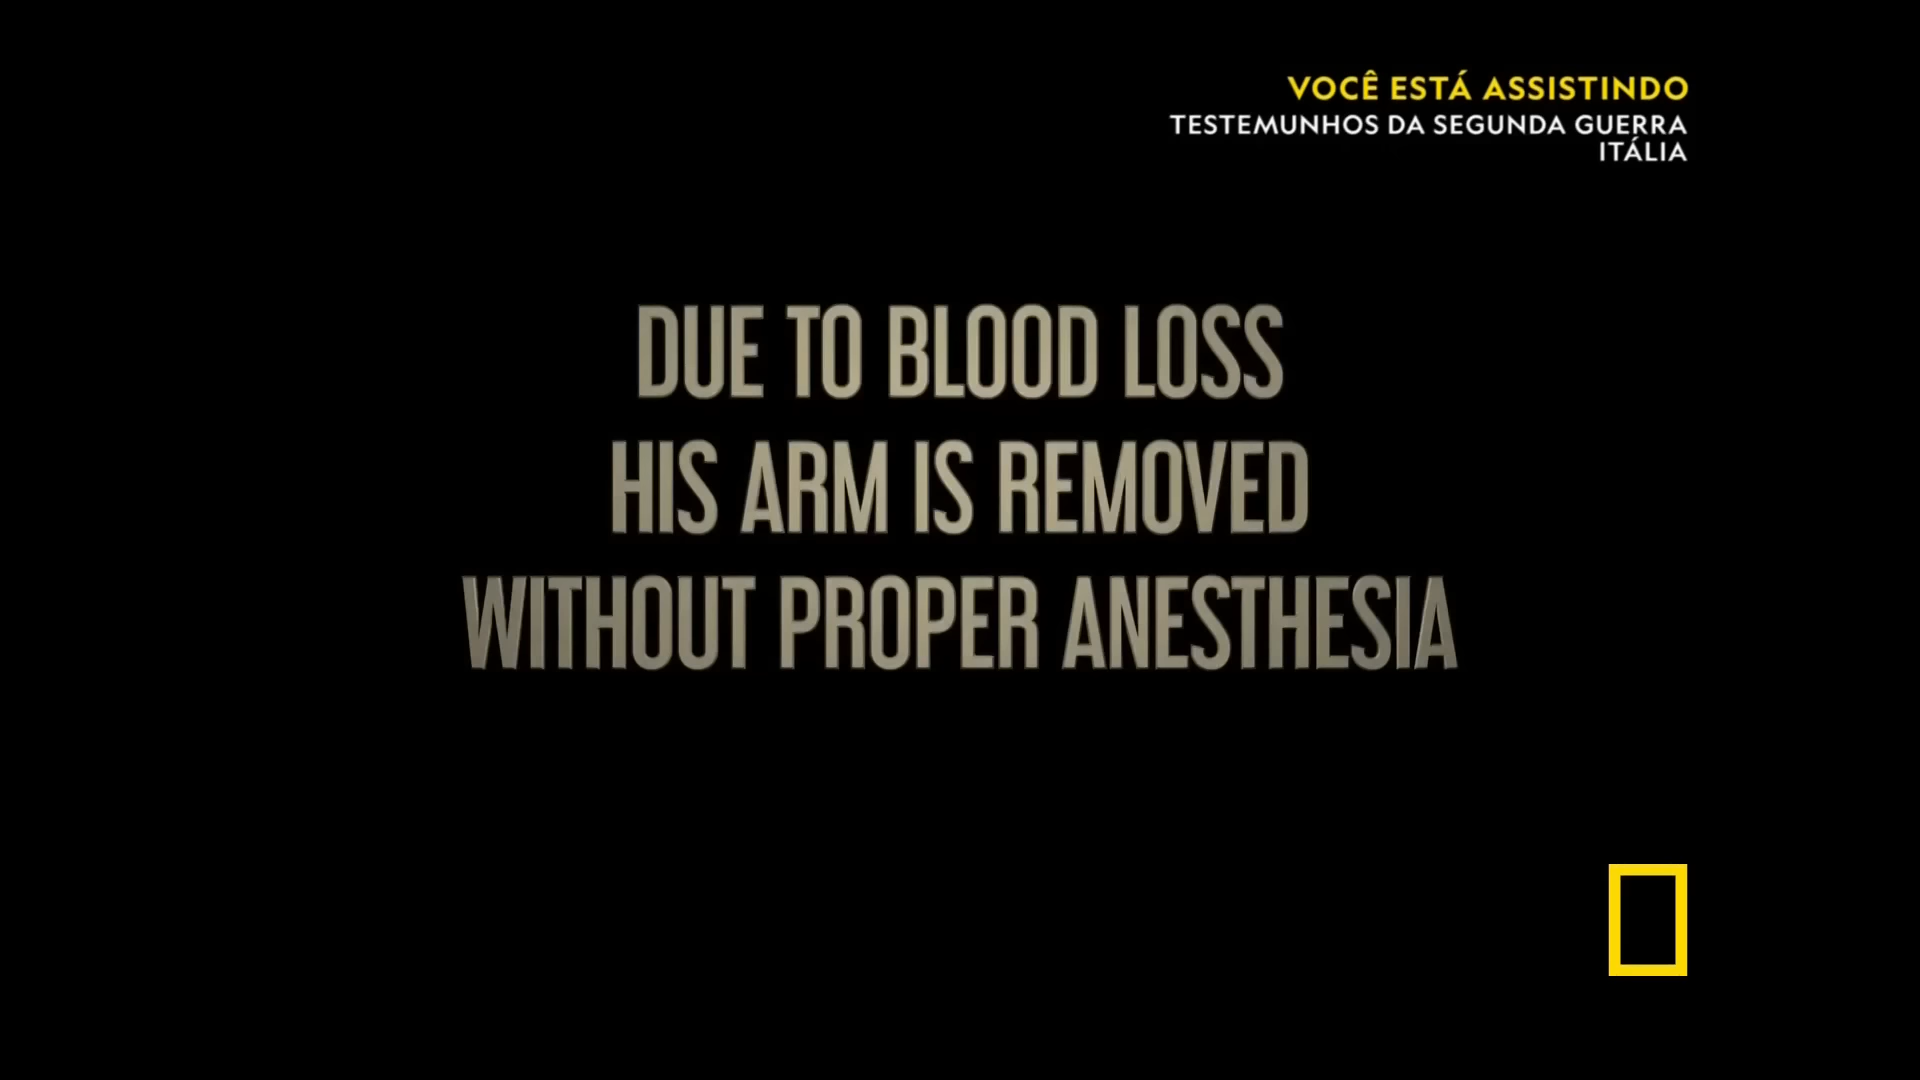 VOCÊ ESTÁ ASSISTINDO
TESTEMUNHOS DA SEGUNDA GUERRA
ITÁLIA
DUE TO BLOOD LOSS
HIS ARM IS REMOVED
WITHOUT PROPER ANESTHESIA